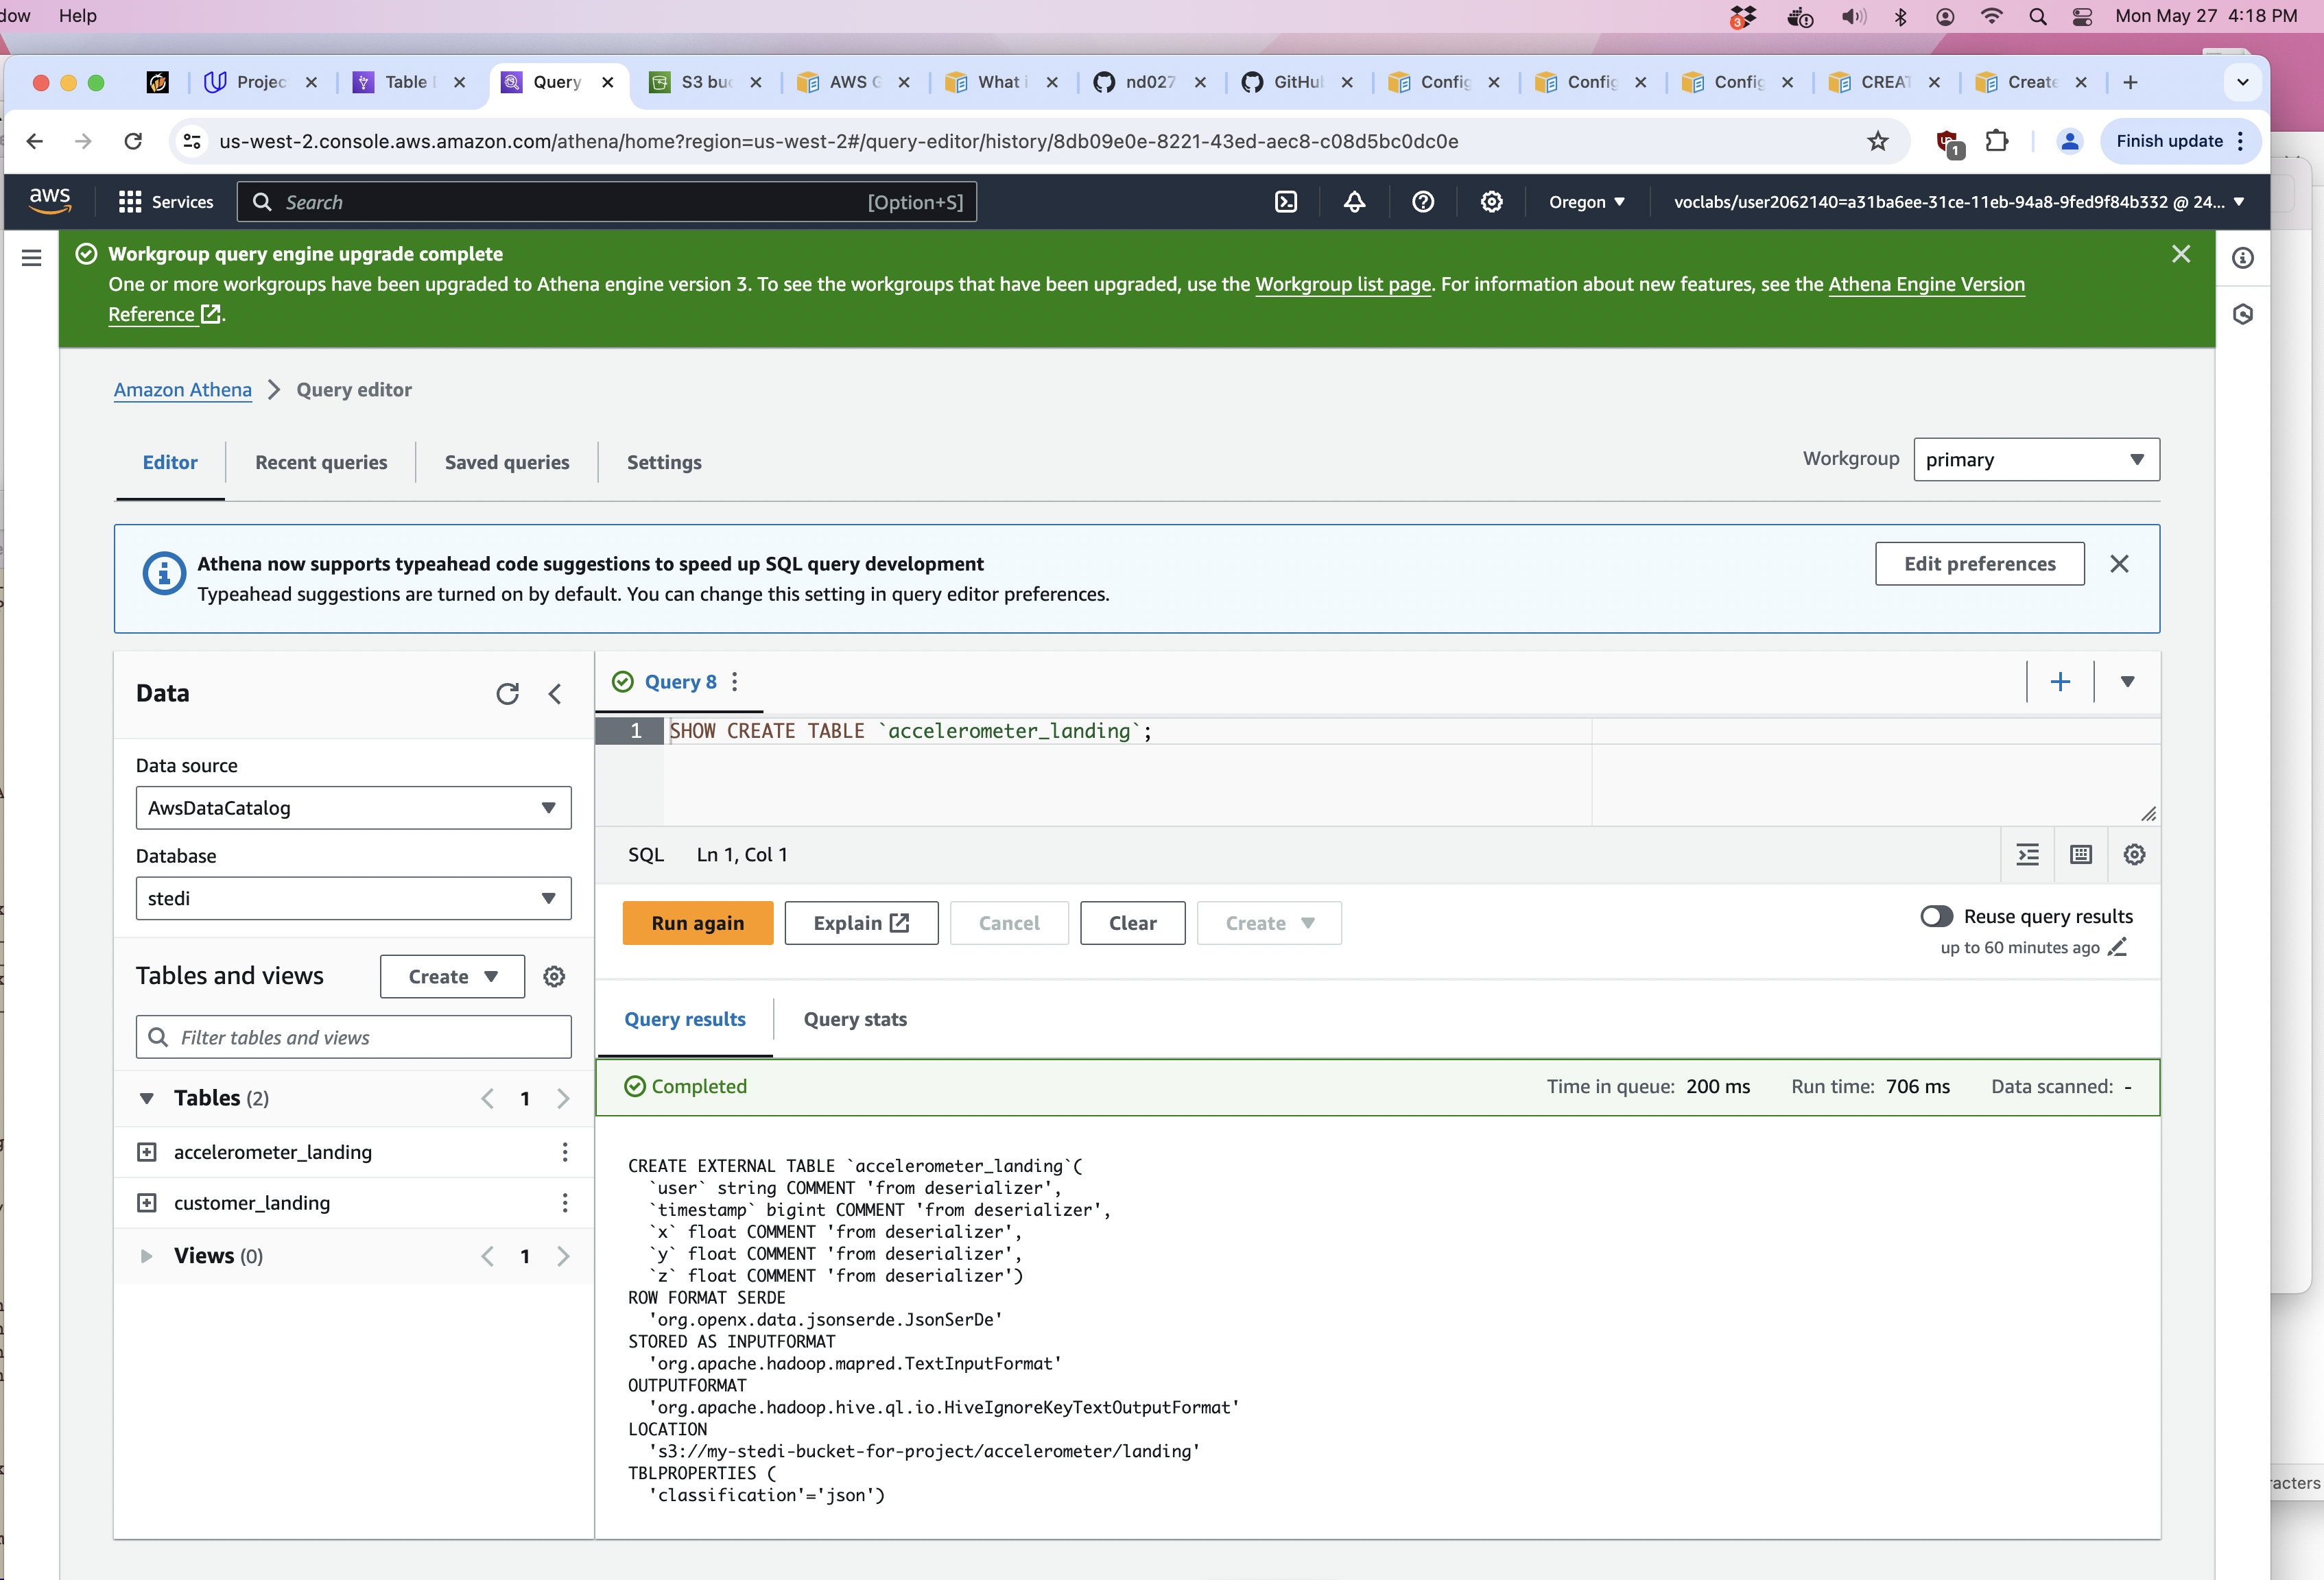 dow Help
3
Mon May 27 4:18 PM
Projec
Table
Query
S3 buc
AWS G
What i
nd027
GitHub
Config
Config
Config
CREAT
Create
us-west-2.console.aws.amazon.com/athena/home?region=us-west-2#/query-editor/history/8db09e0e-8221-43ed-aec8-c08d5bc0dc0e
1
Finish update
aws
Services
Search
[Option+S]
Oregon
voclabs/user2062140=a31ba6ee-31ce-11eb-94a8-9fed9f84b332 @ 24...
Workgroup query engine upgrade complete
One or more workgroups have been upgraded to Athena engine version 3. To see the workgroups that have been upgraded, use the Workgroup list page. For information about new features, see the Athena Engine Version
Reference.
Amazon Athena
Query editor
Editor
Recent queries
Saved queries
Settings
Workgroup
primary
Athena now supports typeahead code suggestions to speed up SQL query development
Typeahead suggestions are turned on by default. You can change this setting in query editor preferences.
Edit preferences
Data
Data source
AwsDataCatalog
Database
stedi
Tables and views
Create
Filter tables and views
Tables (2)
1
accelerometer_landing
customer_landing
Views (0)
1
Query 8
1
SHOW CREATE TABLE `accelerometer_landing`;
SQL
Ln 1, Col 1
Run again
Explain
Cancel
Clear
Create
Reuse query results
up to 60 minutes ago
Query results
Query stats
Completed
Time in queue: 200 ms
Run time: 706 ms
Data scanned: -
CREATE EXTERNAL TABLE `accelerometer_landing`(
`user` string COMMENT 'from deserializer',
`timestamp` bigint COMMENT 'from deserializer',
`x` float COMMENT 'from deserializer',
`y` float COMMENT 'from deserializer',
`z` float COMMENT 'from deserializer')
ROW FORMAT SERDE
'org.openx.data.jsonserde.JsonSerDe'
STORED AS INPUTFORMAT
'org.apache.hadoop.mapred.TextInputFormat'
OUTPUTFORMAT
'org.apache.hadoop.hive.ql.io.HiveIgnoreKeyTextOutputFormat'
LOCATION
's3://my-stedi-bucket-for-project/accelerometer/landing'
TBLPROPERTIES (
'classification'='json')
racters